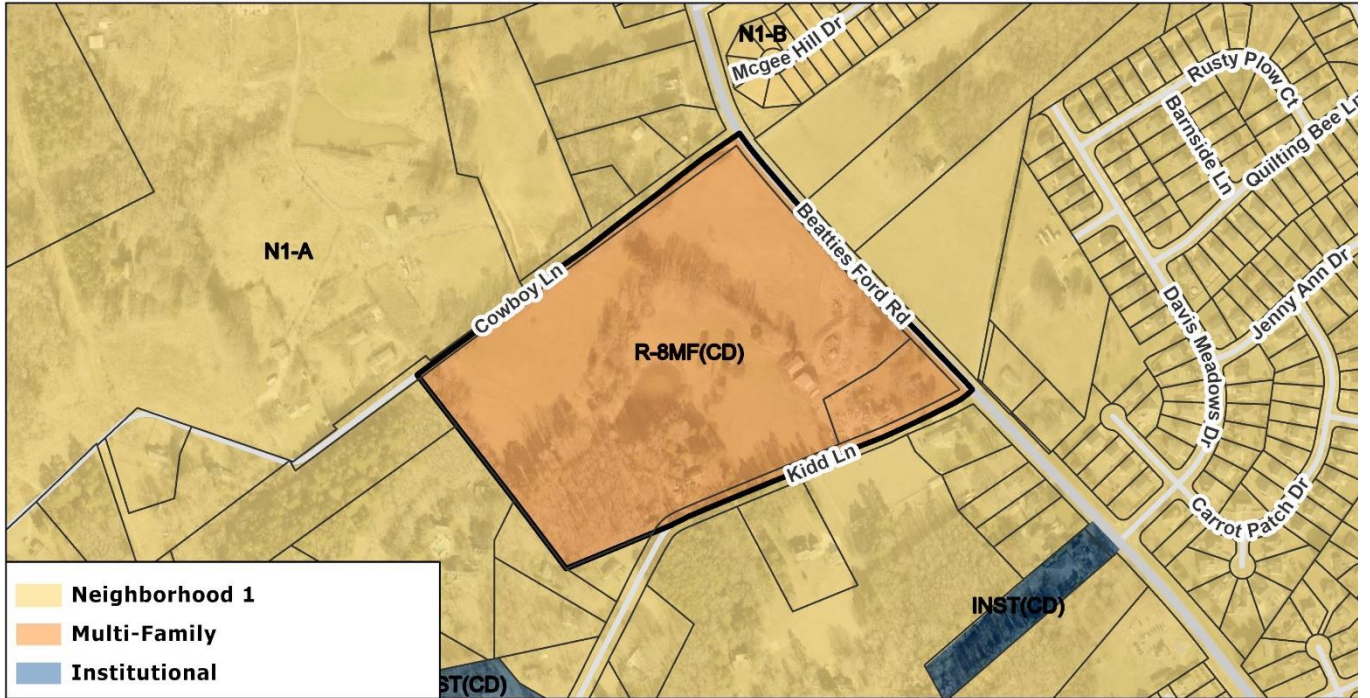 N1-B
Mcgee Hill Dr
Rusty Plow Ct
Barnside Ln
Quilting Bee Ln
N1-A
Cowboy Ln
Beatties Ford Rd
R-8MF(CD)
Jenny Ann Dr
Davis Meadows Dr
Kidd Ln
Carrot Patch Dr
INST(CD)
ST(CD)
Neighborhood 1
Multi-Family
Institutional